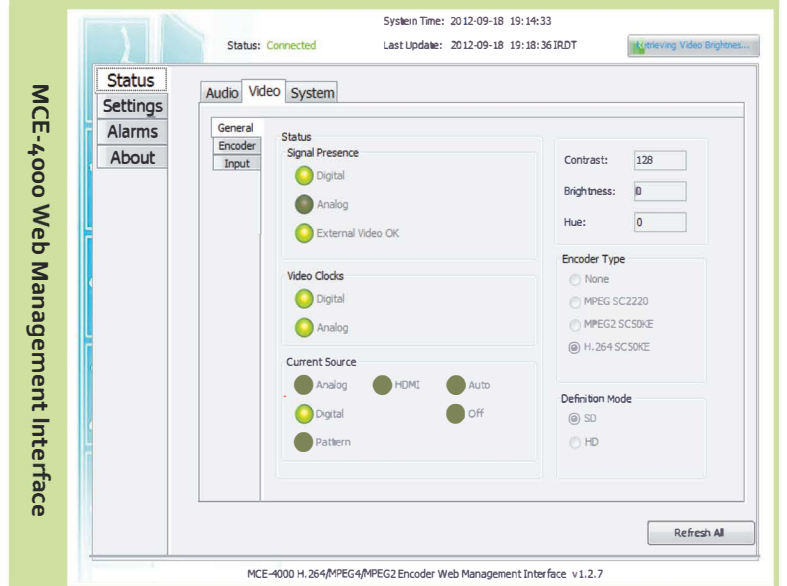 MCE-4000 Web Management Interface
System Time: 2012-09-18 19:14:33
Status: Connected
Last Update: 2012-09-18 19:18:36 IRDT
Retrieving Video Brightnes...
Status
Settings
Alarms
About
Audio
Video
System
General
Encoder
Input
Status
Signal Presence
Digital
Analog
External Video OK
Video Clocks
Digital
Analog
Current Source
Analog
HDMI
Auto
Digital
Off
Pattern
Contrast: 128
Brightness: 0
Hue: 0
Encoder Type
None
MPEG SC2220
MPEG2 SC50KE
H.264 SC50KE
Definition Mode
SD
HD
Refresh All
MCE-4000 H.264/MPEG4/MPEG2 Encoder Web Management Interface v1.2.7